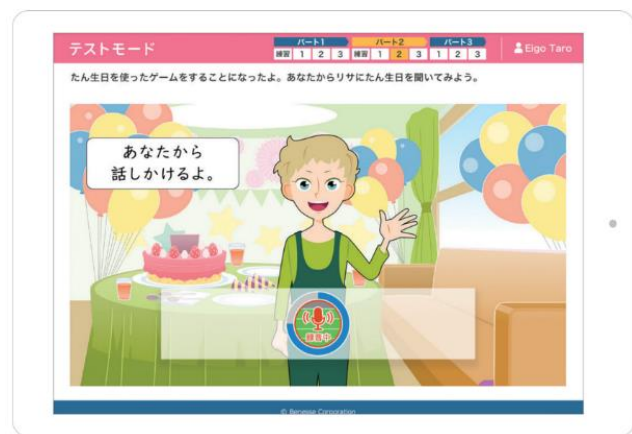 テストモード
パート1 パート2 パート3
練習 1 2 3 練習 1 2 3 1 2 3
Eigo Taro
たん生日を使ったゲームをすることになったよ。あなたからリサにたん生日を聞いてみよう。
あなたから
話しかけるよ。
録音中
© Benesse Corporation